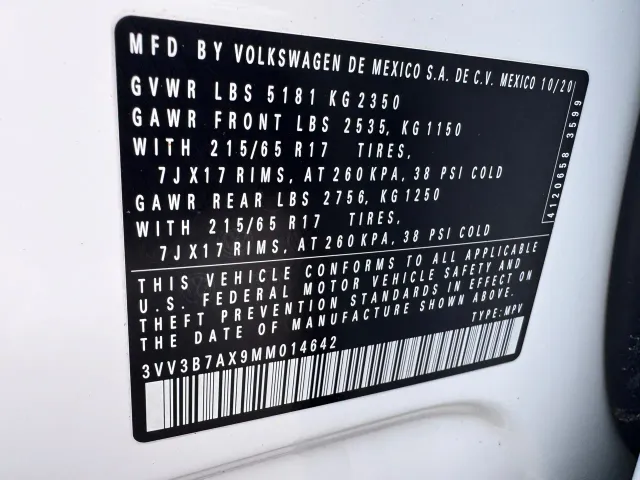 MFD BY VOLKSWAGEN DE MEXICO S.A. DE C.V. MEXICO 10/20
GVWR LBS 5181 KG 2350
GAWR FRONT LBS 2535, KG 1150
WITH 215/65 R17 TIRES,
7JX17 RIMS, AT 260 KPA, 38 PSI COLD
GAWR REAR LBS 2756, KG 1250
WITH 215/65 R17 TIRES,
7JX17 RIMS, AT 260 KPA, 38 PSI COLD
4120658 3599
THIS VEHICLE CONFORMS TO ALL APPLICABLE
U.S. FEDERAL MOTOR VEHICLE SAFETY AND
THEFT PREVENTION STANDARDS IN EFFECT ON
THE DATE OF MANUFACTURE SHOWN ABOVE.
3VV3B7AX9MM014642 TYPE: MPV